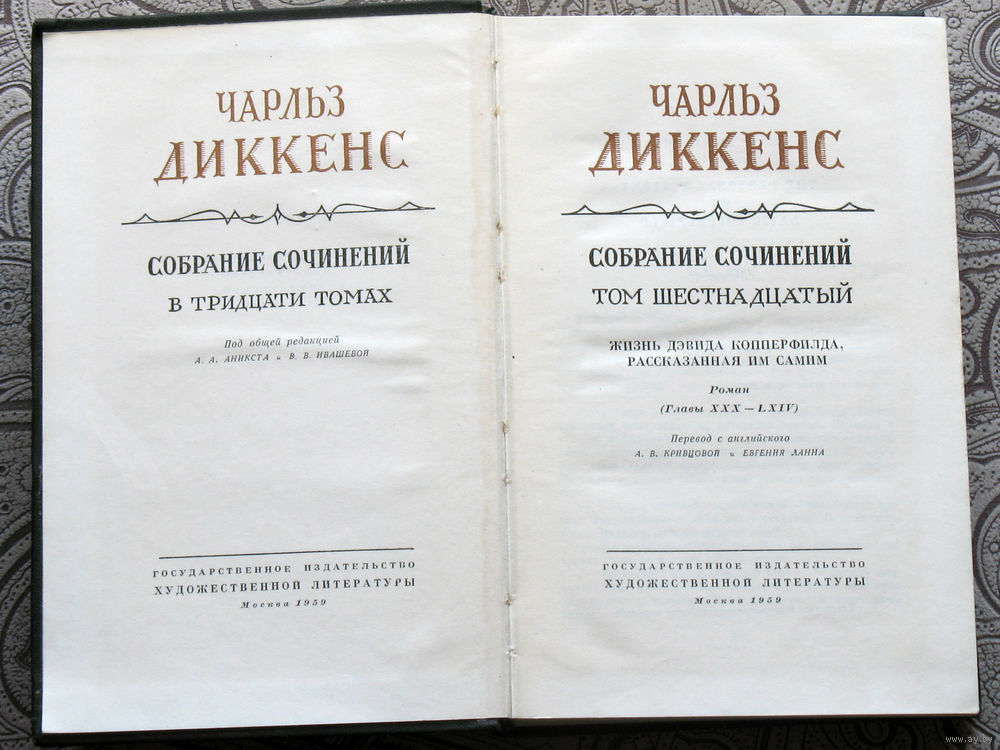 ЧАРЛЬЗ
ДИККЕНС
СОБРАНИЕ СОЧИНЕНИЙ
В ТРИДЦАТИ ТОМАХ
Под общей редакцией
А. А. АНИКСТА и В. В. ИВАШЕВОЙ
ГОСУДАРСТВЕННОЕ ИЗДАТЕЛЬСТВО
ХУДОЖЕСТВЕННОЙ ЛИТЕРАТУРЫ
Москва 1959
ЧАРЛЬЗ
ДИККЕНС
СОБРАНИЕ СОЧИНЕНИЙ
ТОМ ШЕСТНАДЦАТЫЙ
ЖИЗНЬ ДЭВИДА КОППЕРФИЛДА,
РАССКАЗАННАЯ ИМ САМИМ
Роман
(Главы XXX — LXIV)
Перевод с английского
А. В. КРИВЦОВОЙ и ЕВГЕНИЯ ЛАННА
ГОСУДАРСТВЕННОЕ ИЗДАТЕЛЬСТВО
ХУДОЖЕСТВЕННОЙ ЛИТЕРАТУРЫ
Москва 1959
www.ay.by